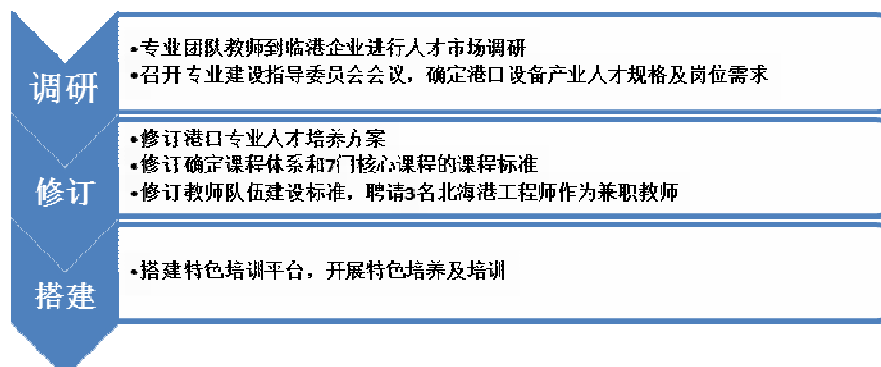 调研
•专业团队教师到临港企业进行人才市场调研
•召开专业建设指导委员会会议，确定港口设备产业人才规格及岗位需求
修订
•修订港口专业人才培养方案
•修订确定课程体系和7门核心课程的课程标准
•修订教师队伍建设标准，聘请3名北海港工程师作为兼职教师
搭建
•搭建特色培训平台，开展特色培养及培训